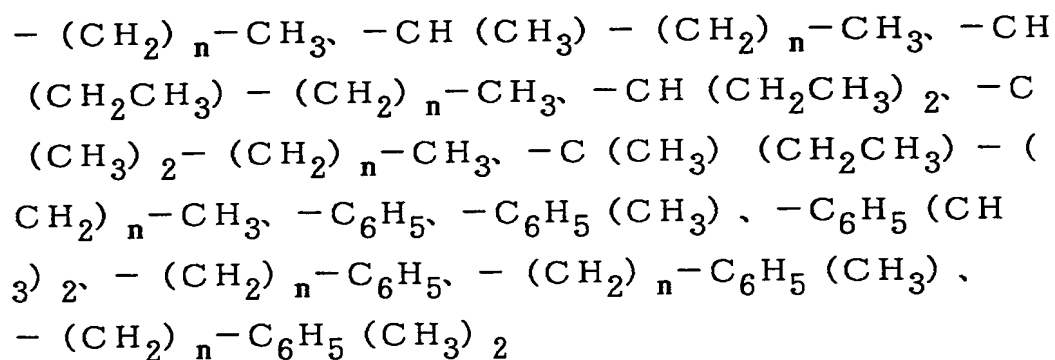 －(CH₂)ₙ－CH₃、－CH(CH₃)－(CH₂)ₙ－CH₃、－CH
(CH₂CH₃)－(CH₂)ₙ－CH₃、－CH(CH₂CH₃)₂、－C
(CH₃)₂－(CH₂)ₙ－CH₃、－C(CH₃)(CH₂CH₃)－(
CH₂)ₙ－CH₃、－C₆H₅、－C₆H₅(CH₃)、－C₆H₅(CH
₃)₂、－(CH₂)ₙ－C₆H₅、－(CH₂)ₙ－C₆H₅(CH₃)、
－(CH₂)ₙ－C₆H₅(CH₃)₂